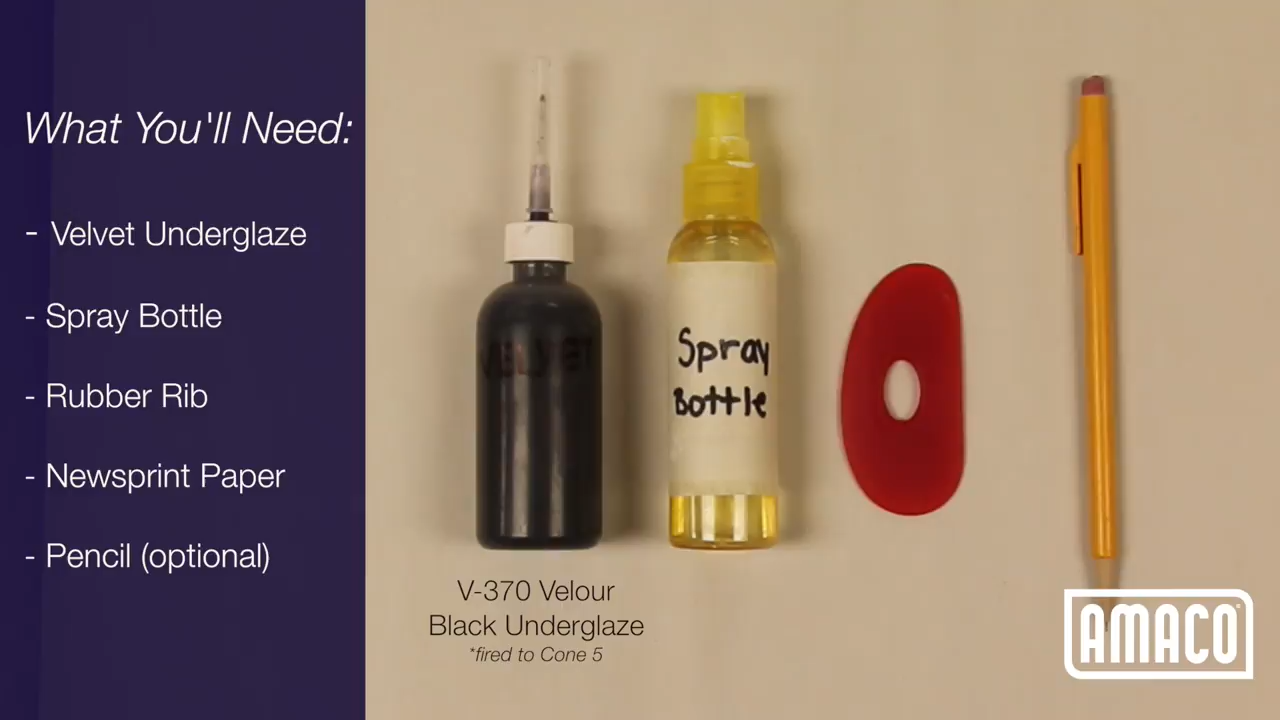 What You'll Need:
- Velvet Underglaze
- Spray Bottle
- Rubber Rib
- Newsprint Paper
- Pencil (optional)
VELVET
Spray
Bottle
V-370 Velour
Black Underglaze
*fired to Cone 5
AMACO®